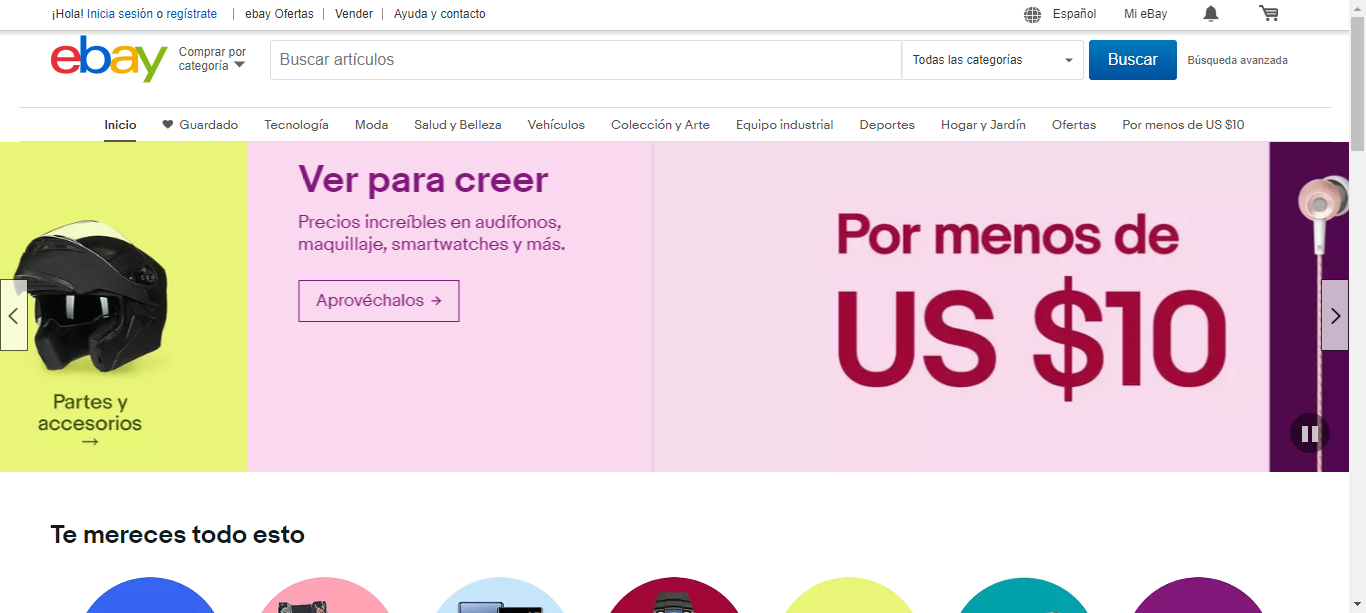 ¡Hola! Inicia sesión o regístrate
ebay Ofertas
Vender
Ayuda y contacto
Español
Mi eBay
ebay
Comprar por
categoría
Buscar artículos
Todas las categorías
Buscar
Búsqueda avanzada
Inicio
Guardado
Tecnología
Moda
Salud y Belleza
Vehículos
Colección y Arte
Equipo industrial
Deportes
Hogar y Jardín
Ofertas
Por menos de US $10
Partes y
accesorios
Ver para creer
Precios increíbles en audífonos,
maquillaje, smartwatches y más.
Aprovéchalos
Por menos de
US $10
Te mereces todo esto